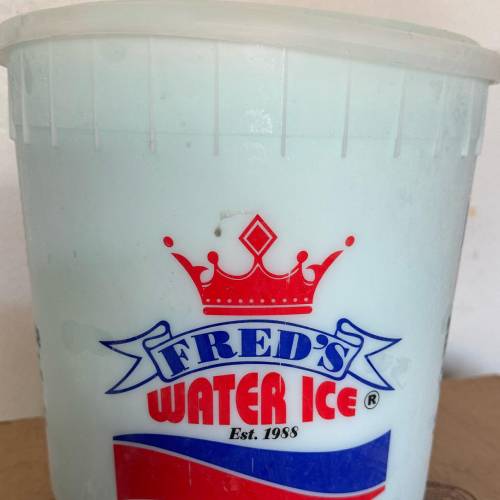 FRED'S
WATER ICE®
Est. 1988